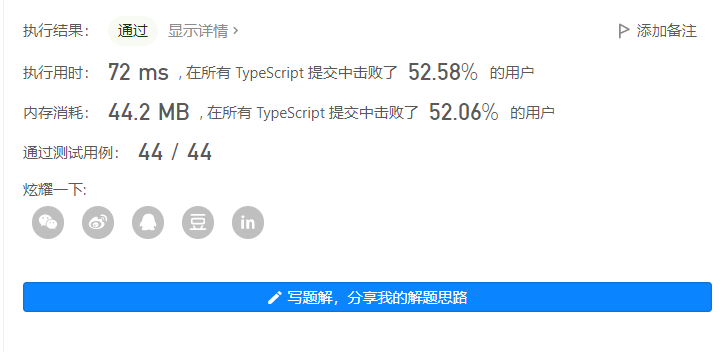 执行结果： 通过 显示详情 › 添加备注
执行用时： 72 ms , 在所有 TypeScript 提交中击败了 52.58% 的用户
内存消耗： 44.2 MB , 在所有 TypeScript 提交中击败了 52.06% 的用户
通过测试用例： 44 / 44
炫耀一下:
豆 in
写题解，分享我的解题思路